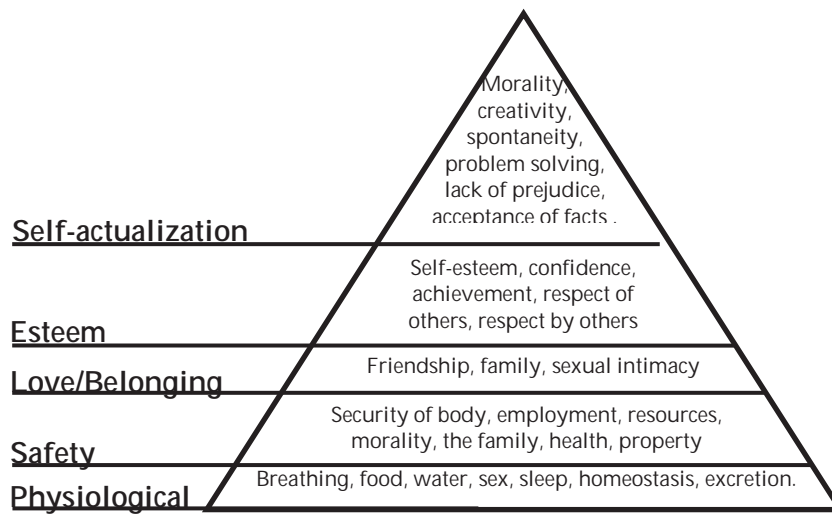 Morality,
creativity,
spontaneity,
problem solving,
lack of prejudice,
acceptance of facts .
Self-actualization
Self-esteem, confidence,
achievement, respect of
others, respect by others
Esteem
Friendship, family, sexual intimacy
Love/Belonging
Security of body, employment, resources,
morality, the family, health, property
Safety
Breathing, food, water, sex, sleep, homeostasis, excretion.
Physiological